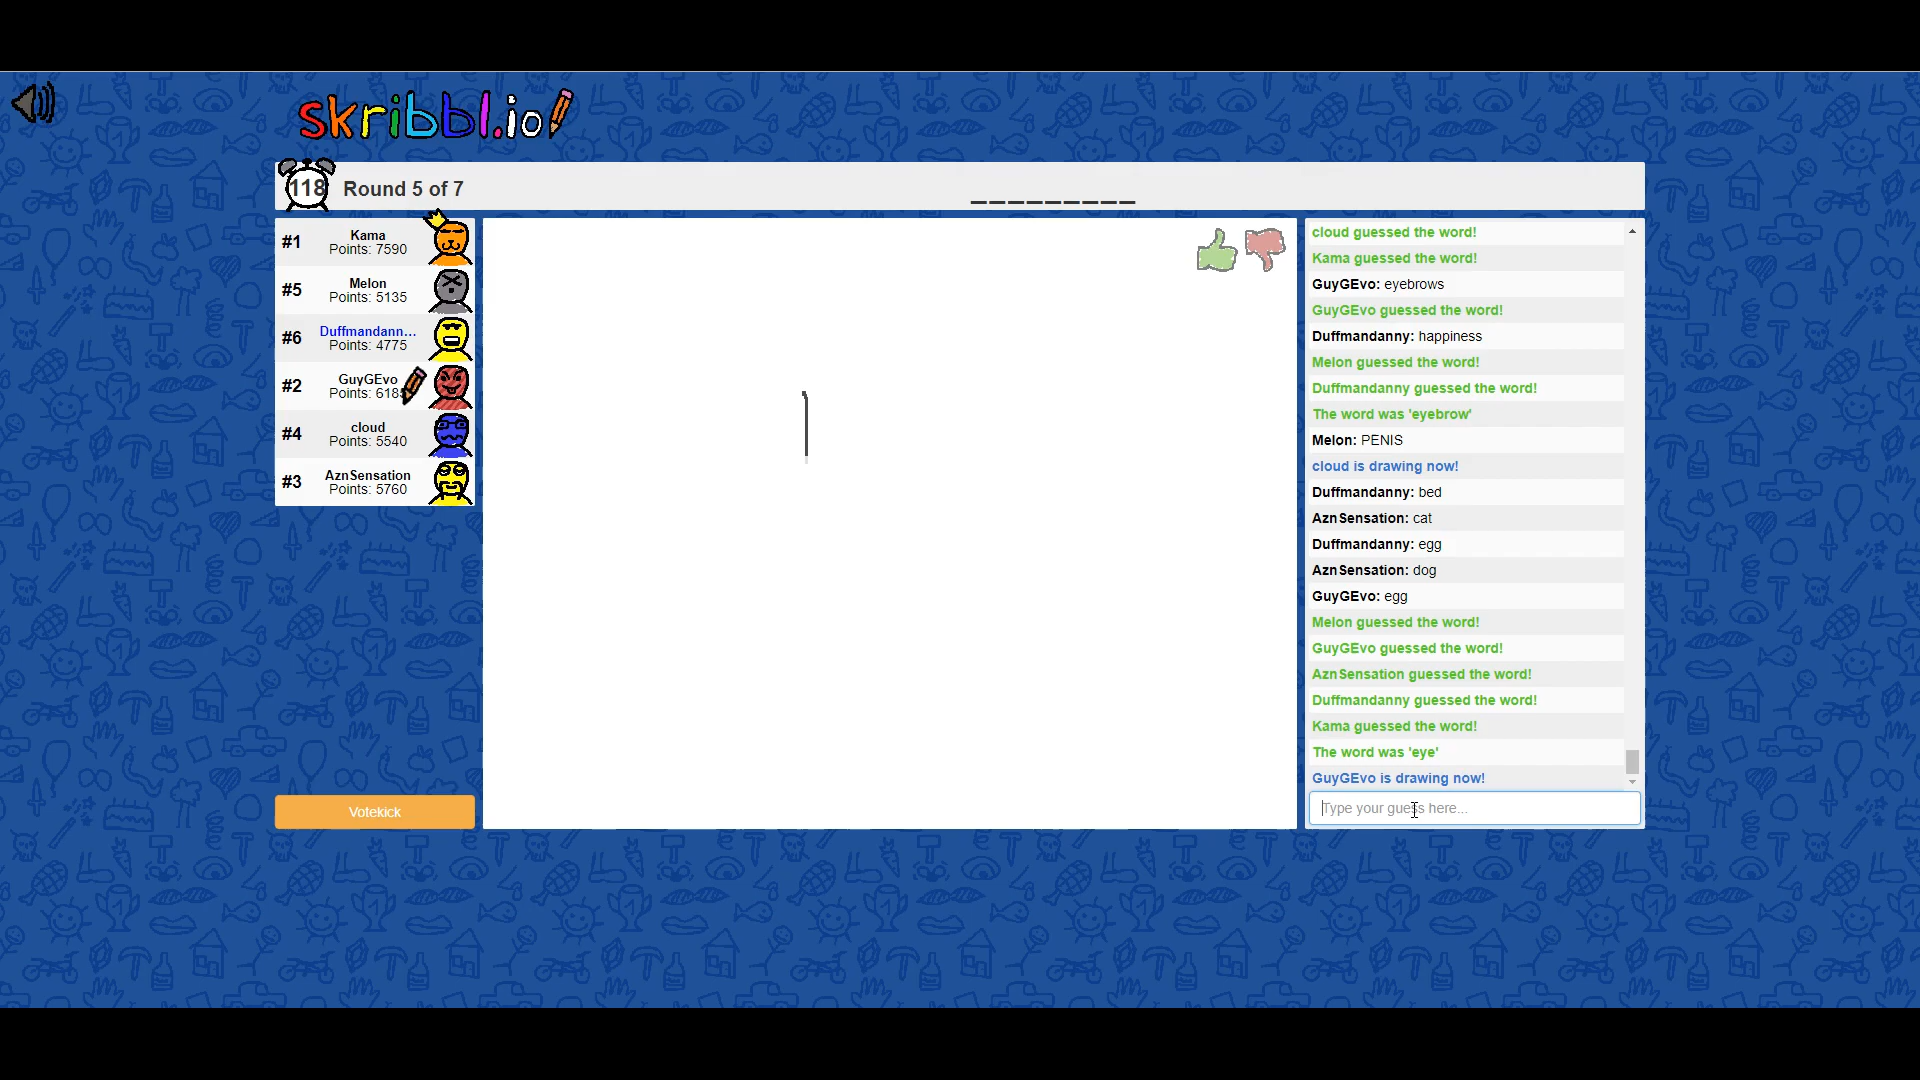 skribbl.io
118 Round 5 of 7
_________
#1 Kama
Points: 7590
#5 Melon
Points: 5135
#6 Duffmandann...
Points: 4775
#2 GuyGEvo
Points: 6185
#4 cloud
Points: 5540
#3 AznSensation
Points: 5760
Votekick
cloud guessed the word!
Kama guessed the word!
GuyGEvo: eyebrows
GuyGEvo guessed the word!
Duffmandanny: happiness
Melon guessed the word!
Duffmandanny guessed the word!
The word was 'eyebrow'
Melon: PENIS
cloud is drawing now!
Duffmandanny: bed
AznSensation: cat
Duffmandanny: egg
AznSensation: dog
GuyGEvo: egg
Melon guessed the word!
GuyGEvo guessed the word!
AznSensation guessed the word!
Duffmandanny guessed the word!
Kama guessed the word!
The word was 'eye'
GuyGEvo is drawing now!
Type your guess here...